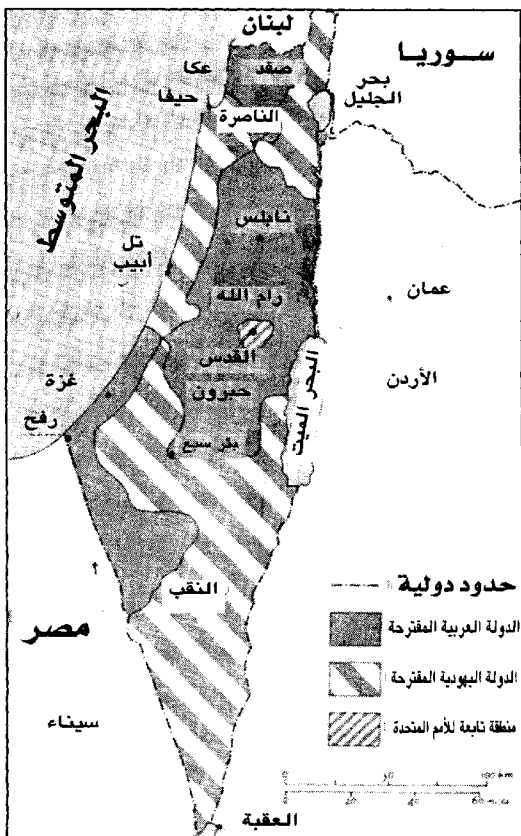 لبنان
سوريا
عكا
صفد
بحر
الجليل
حيفا
الناصرة
البحر المتوسط
نابلس
تل
أبيب
رام الله
عمان
القدس
البحر الميت
الأردن
غزة
حبرون
رفح
بئر سبع
النقب
مصر
سيناء
العقبة
حدود دولية
الدولة العربية المقترحة
الدولة اليهودية المقترحة
منطقة تابعة للأمم المتحدة